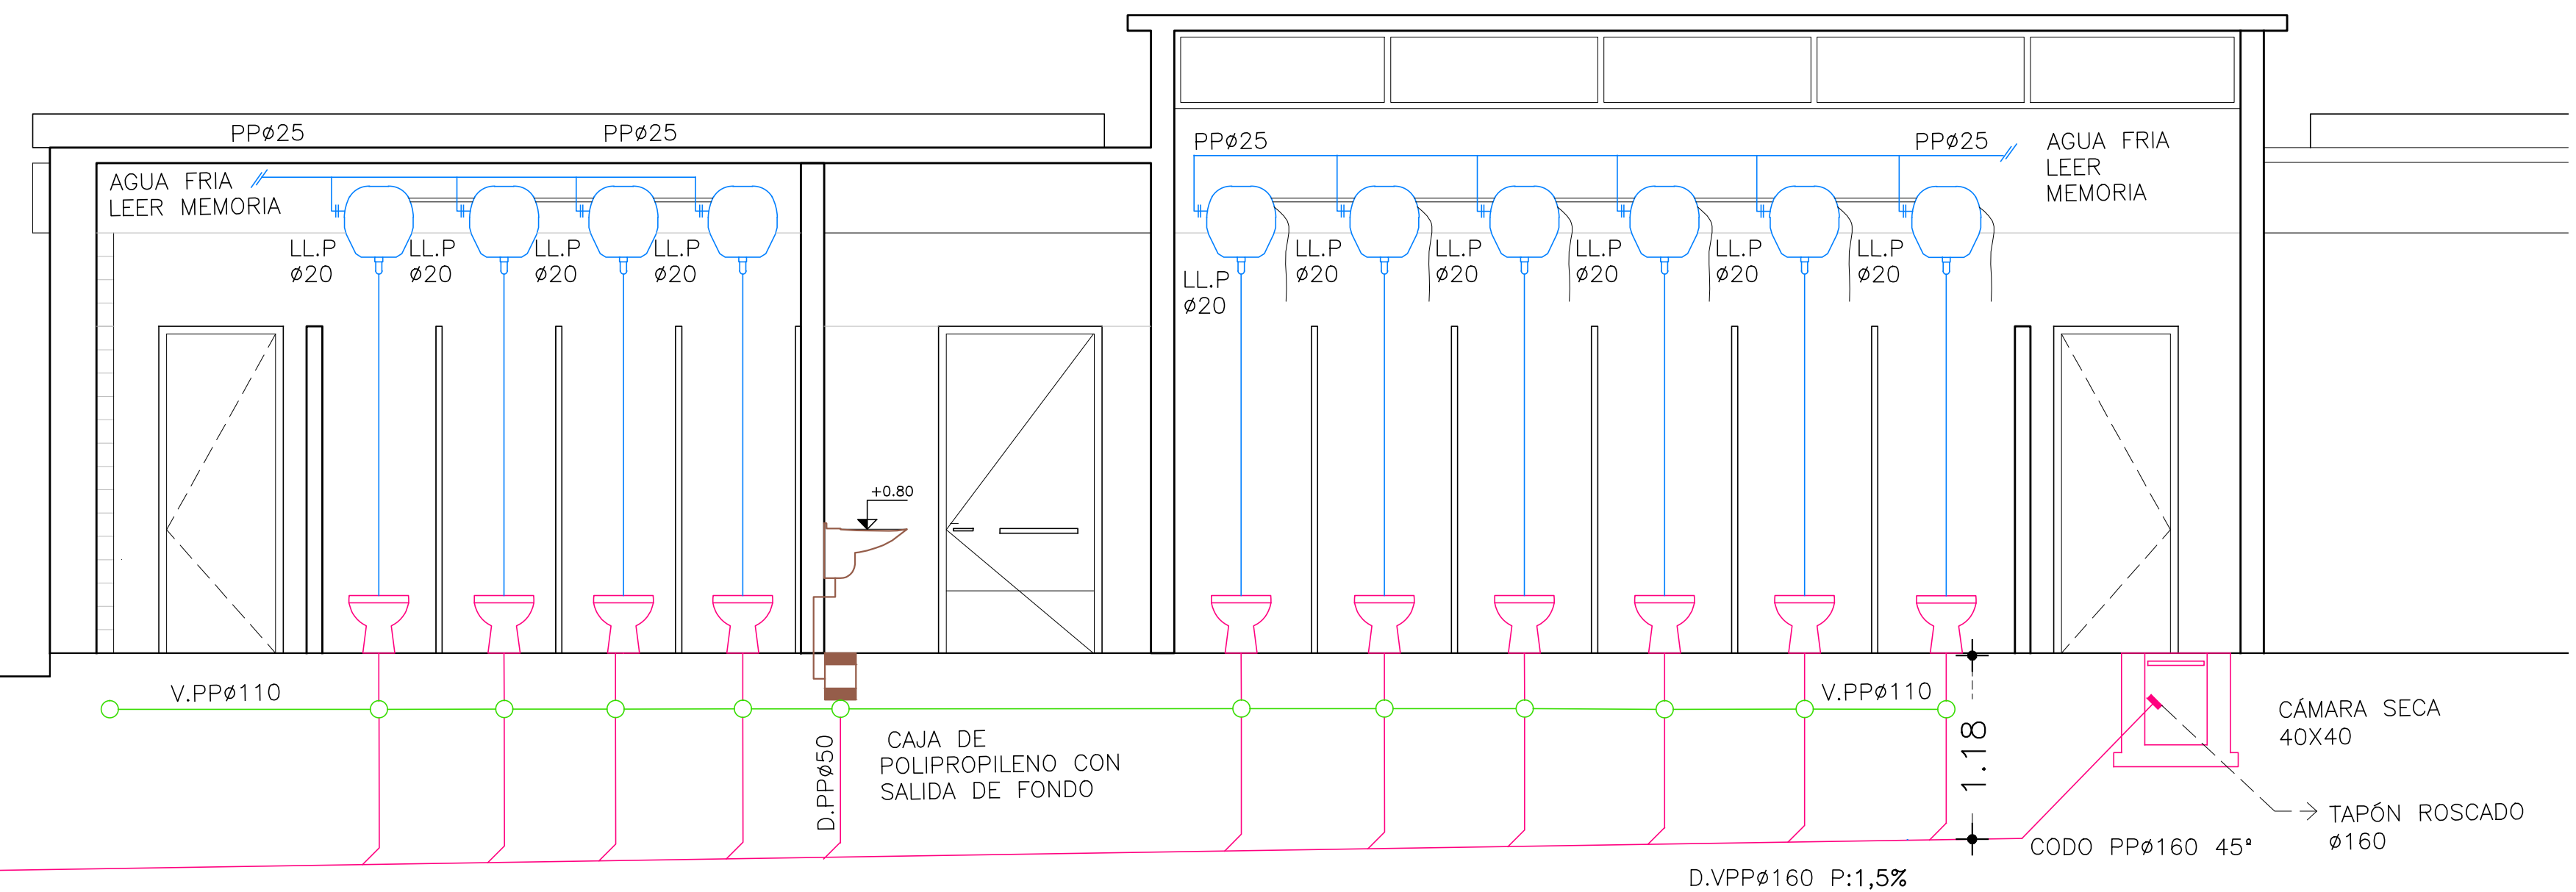 PPø25
PPø25
AGUA FRIA
LEER MEMORIA
LL.P
ø20
LL.P
ø20
LL.P
ø20
LL.P
ø20
PPø25
PPø25
AGUA FRIA
LEER
MEMORIA
LL.P
ø20
LL.P
ø20
LL.P
ø20
LL.P
ø20
LL.P
ø20
LL.P
ø20
+0.80
V.PPø110
D.PPø50
CAJA DE
POLIPROPILENO CON
SALIDA DE FONDO
V.PPø110
1.18
CÁMARA SECA
40X40
TAPÓN ROSCADO
ø160
CODO PPø160 45°
D.VPPø160 P:1,5%